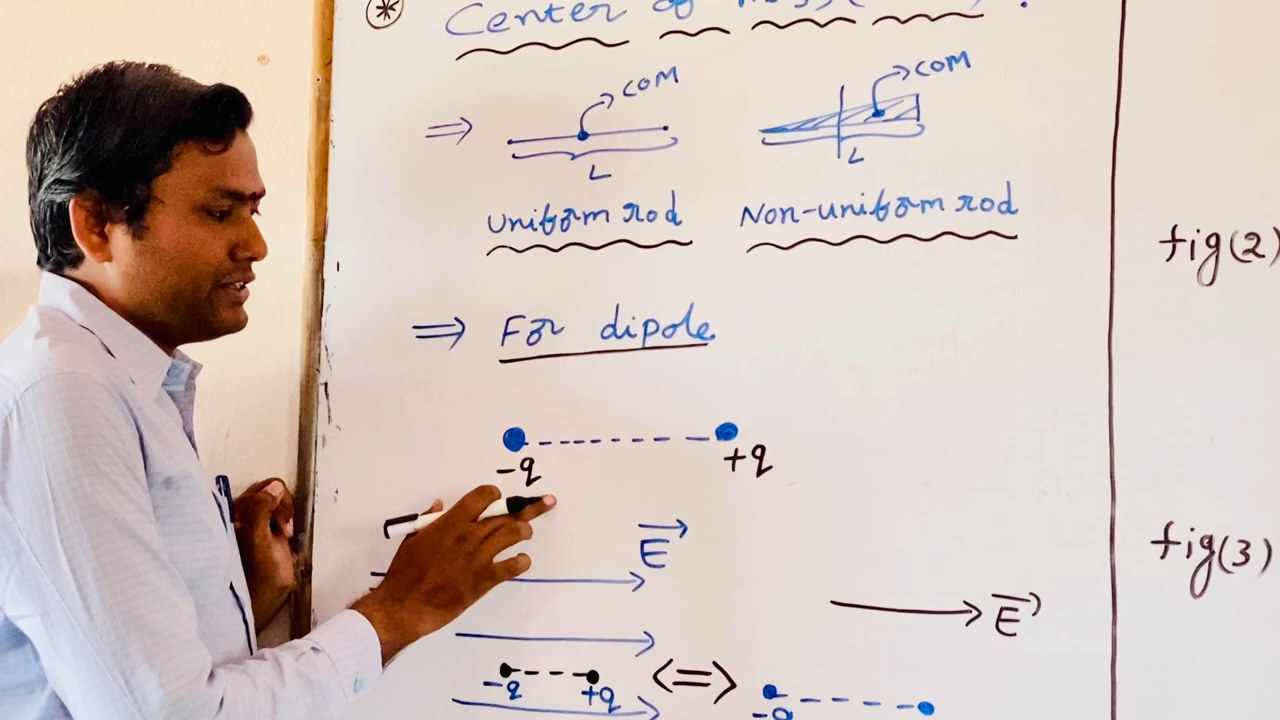 * Center of
⇒ COM COM
L L
Uniform rod Non-uniform rod
fig(2)
⇒ For dipole
-q +q
E→
fig(3)
E→
-q +q <=> -q